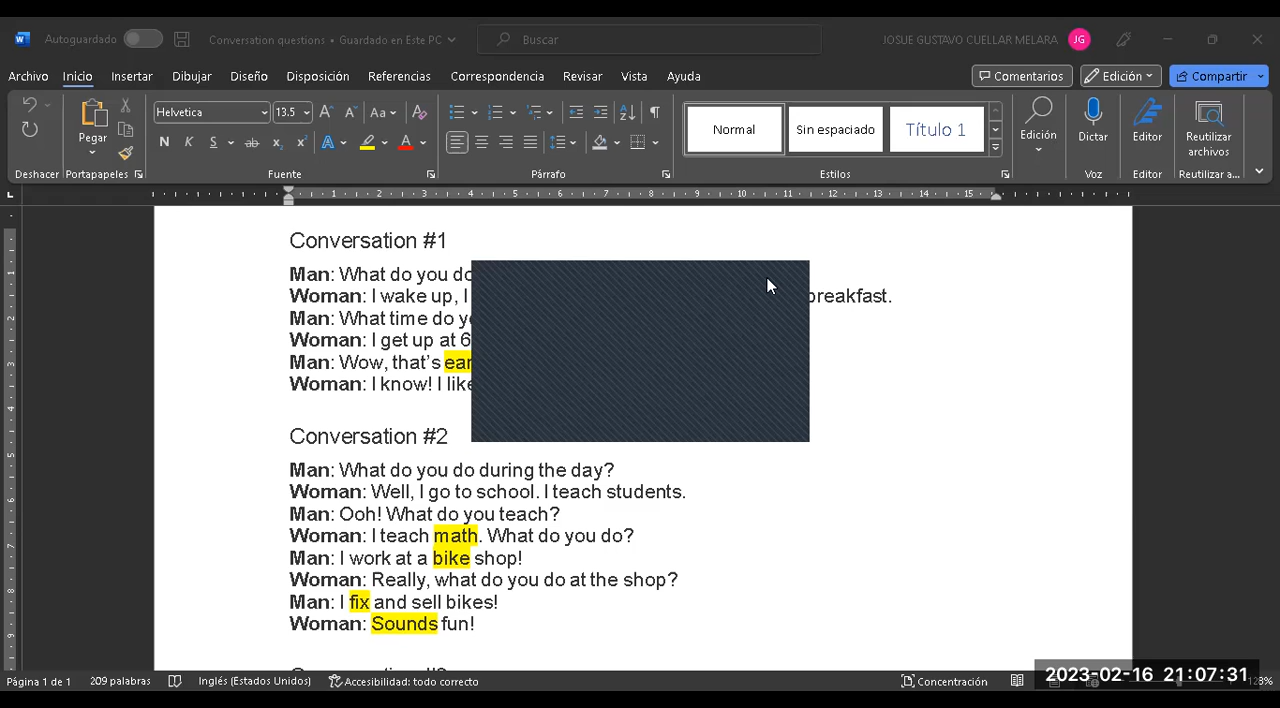 Autoguardado
Conversation questions • Guardado en Este PC
Buscar
JOSUE GUSTAVO CUELLAR MELARA
JG
Archivo Inicio Insertar Dibujar Diseño Disposición Referencias Correspondencia Revisar Vista Ayuda
Comentarios
Edición
Compartir
Pegar
Helvetica
13.5
Normal
Sin espaciado
Título 1
Edición
Dictar
Editor
Reutilizar archivos
Deshacer
Portapapeles
Fuente
Párrafo
Estilos
Voz
Editor
Reutilizar a...
Conversation #1
Man: What do you do
Woman: I wake up, I breakfast.
Man: What time do
Woman: I get up at 6
Man: Wow, that's
Woman: I know! I like
Conversation #2
Man: What do you do during the day?
Woman: Well, I go to school. I teach students.
Man: Ooh! What do you teach?
Woman: I teach math. What do you do?
Man: I work at a bike shop!
Woman: Really, what do you do at the shop?
Man: I fix and sell bikes!
Woman: Sounds fun!
Página 1 de 1
209 palabras
Inglés (Estados Unidos)
Accesibilidad: todo correcto
Concentración
2023-02-16 21:07:31
128%